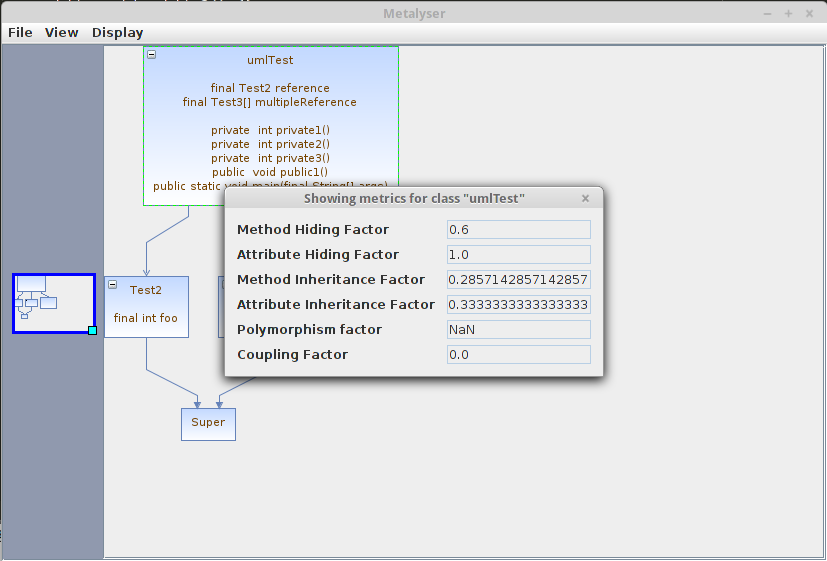 Metalyser
File View Display
umlTest
final Test2 reference
final Test3[] multipleReference
private int private1()
private int private2()
private int private3()
public void public1()
public static void main(final String[] args)
Showing metrics for class "umlTest"
Method Hiding Factor 0.6
Attribute Hiding Factor 1.0
Method Inheritance Factor 0.2857142857142857
Attribute Inheritance Factor 0.3333333333333333
Polymorphism factor NaN
Coupling Factor 0.0
Test2
final int foo
Super